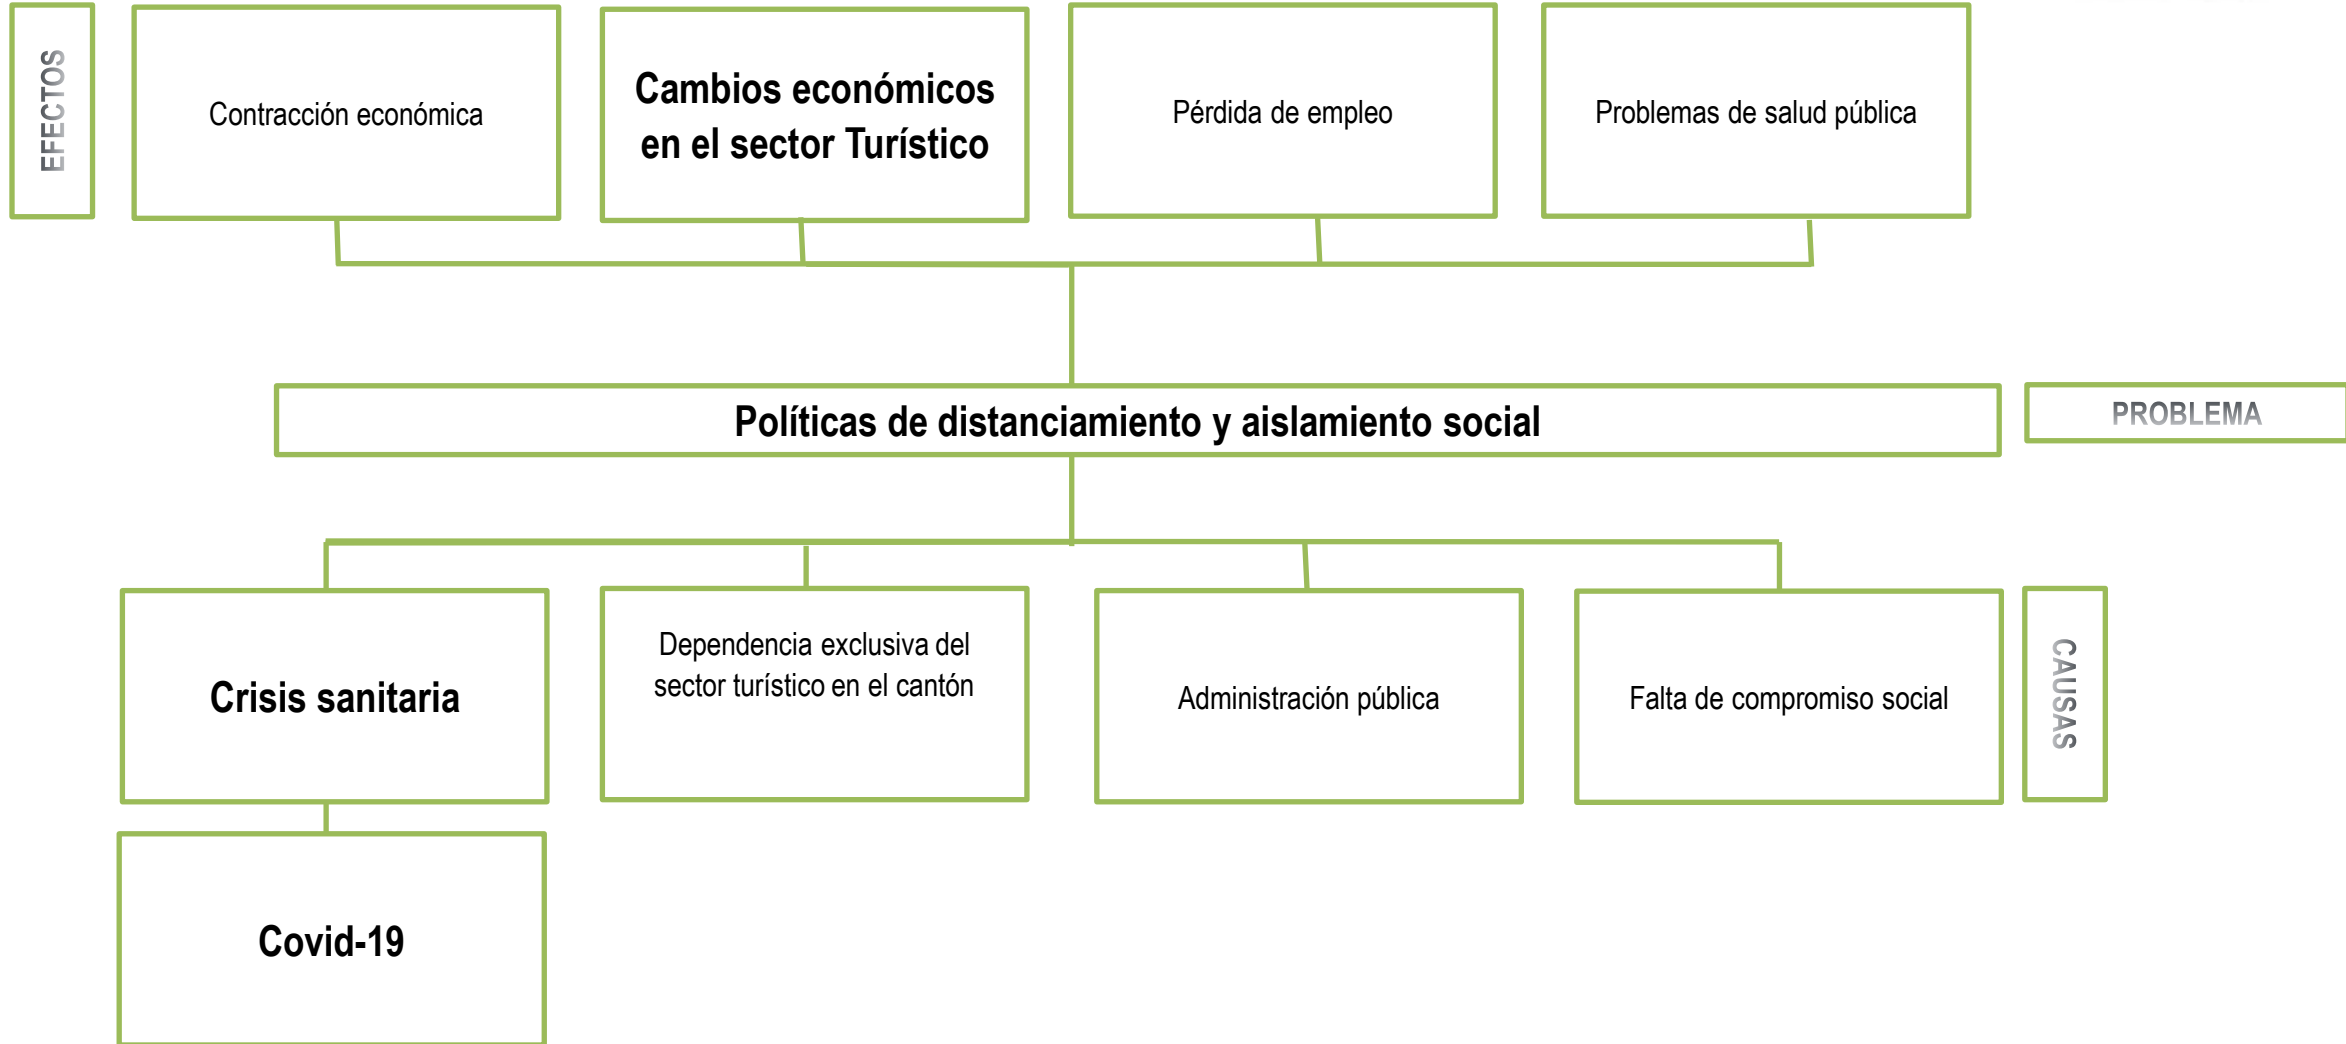 EFECTOS
Contracción económica
Cambios económicos
en el sector Turístico
Pérdida de empleo
Problemas de salud pública
Políticas de distanciamiento y aislamiento social
PROBLEMA
Crisis sanitaria
Dependencia exclusiva del
sector turístico en el cantón
Administración pública
Falta de compromiso social
CAUSAS
Covid-19